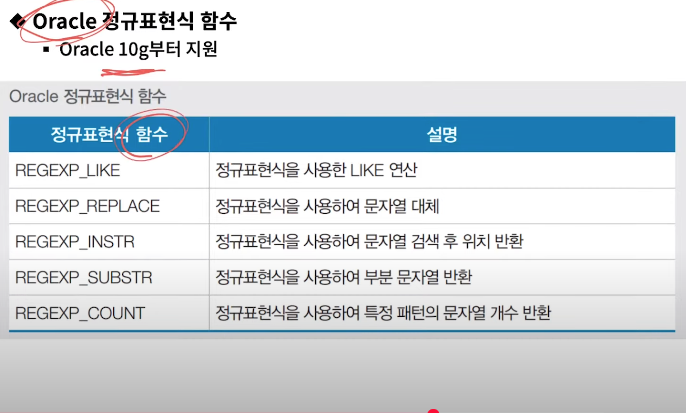 ❖ Oracle 정규표현식 함수
▪ Oracle 10g부터 지원
Oracle 정규표현식 함수
정규표현식 함수 설명
REGEXP_LIKE 정규표현식을 사용한 LIKE 연산
REGEXP_REPLACE 정규표현식을 사용하여 문자열 대체
REGEXP_INSTR 정규표현식을 사용하여 문자열 검색 후 위치 반환
REGEXP_SUBSTR 정규표현식을 사용하여 부분 문자열 반환
REGEXP_COUNT 정규표현식을 사용하여 특정 패턴의 문자열 개수 반환